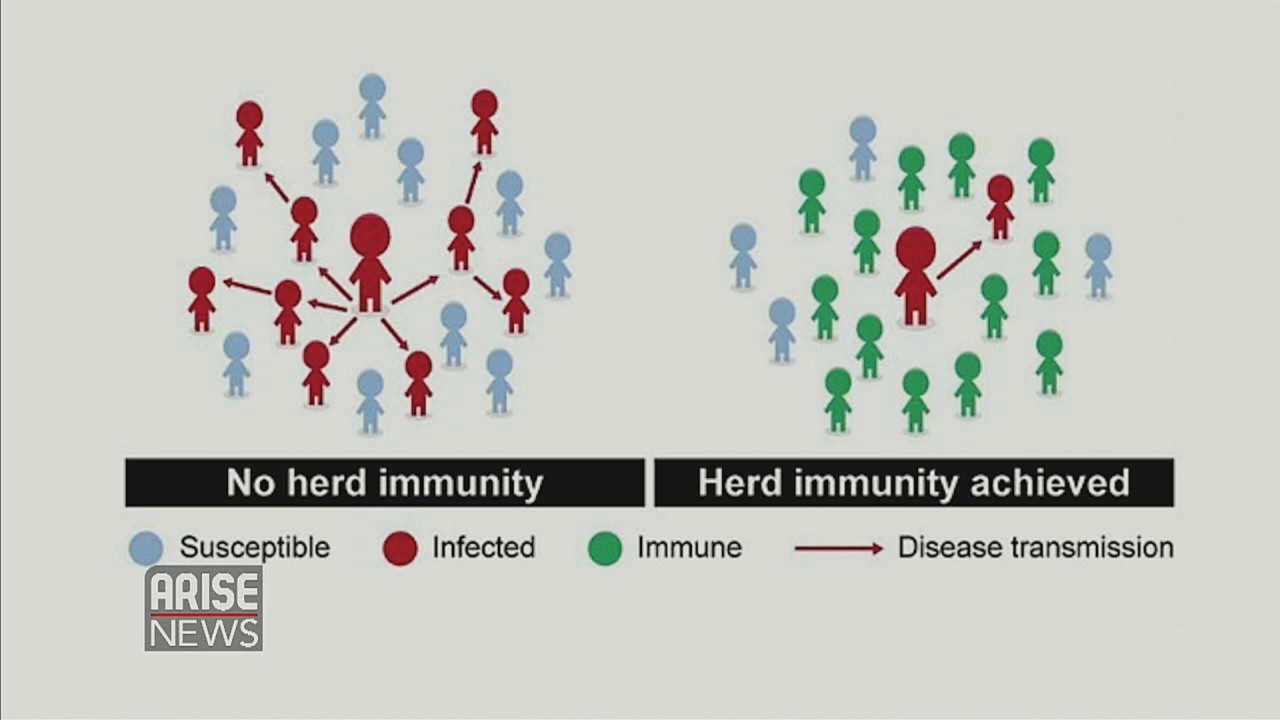 No herd immunity
Herd immunity achieved
Susceptible
Infected
Immune
Disease transmission
ARISE
NEWS